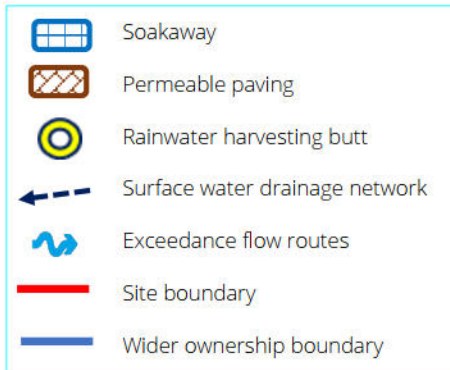 Soakaway
Permeable paving
Rainwater harvesting butt
Surface water drainage network
Exceedance flow routes
Site boundary
Wider ownership boundary